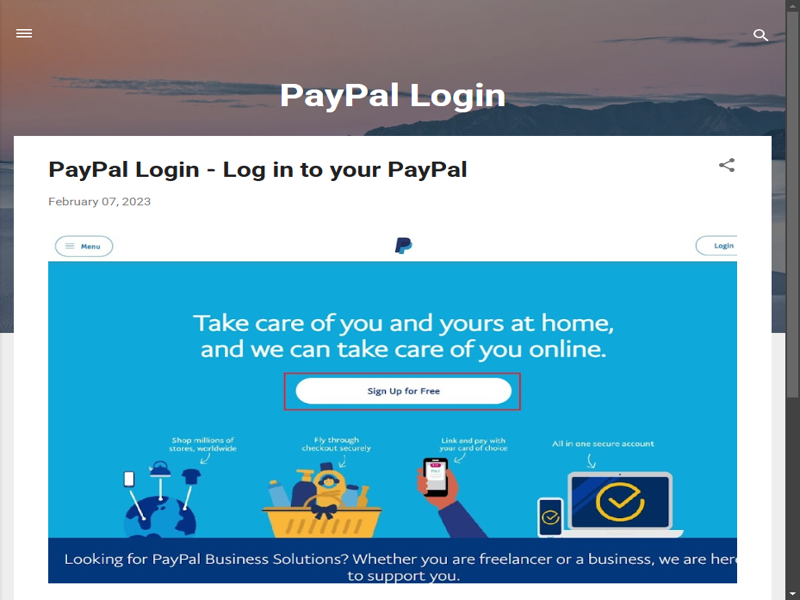 PayPal Login
PayPal Login - Log in to your PayPal
February 07, 2023
Menu
Login
Take care of you and yours at home,
and we can take care of you online.
Sign Up for Free
Shop millions of
stores, worldwide
Fly through
checkout securely
Link and pay with
your card of choice
All in one secure account
Looking for PayPal Business Solutions? Whether you are freelancer or a business, we are here
to support you.